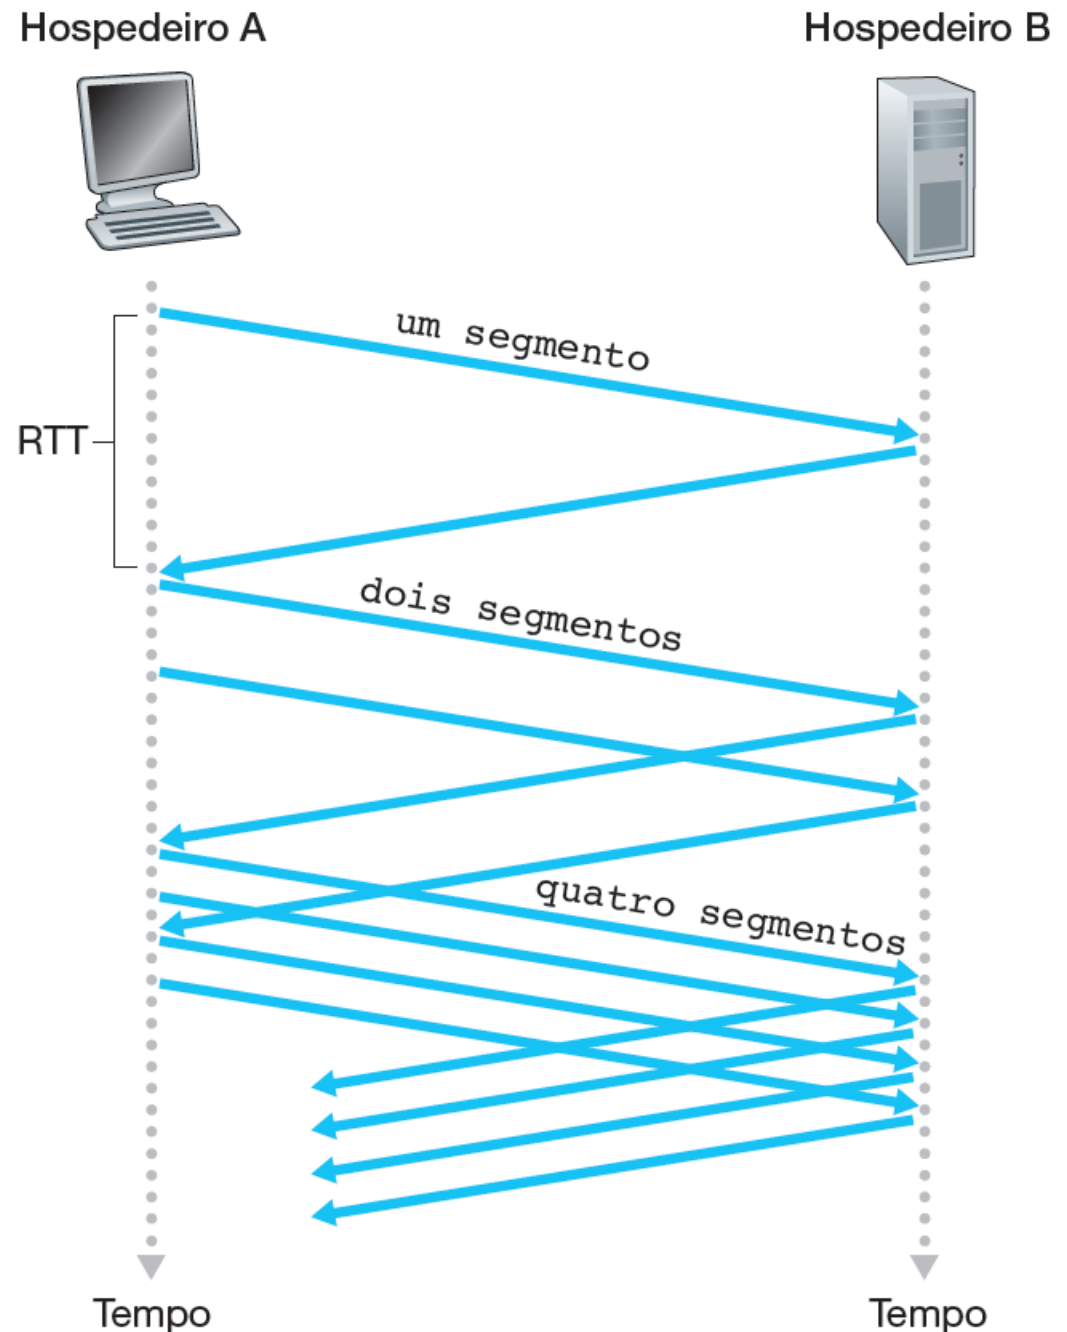 Hospedeiro A
Hospedeiro B
um segmento
RTT
dois segmentos
quatro segmentos
Tempo
Tempo